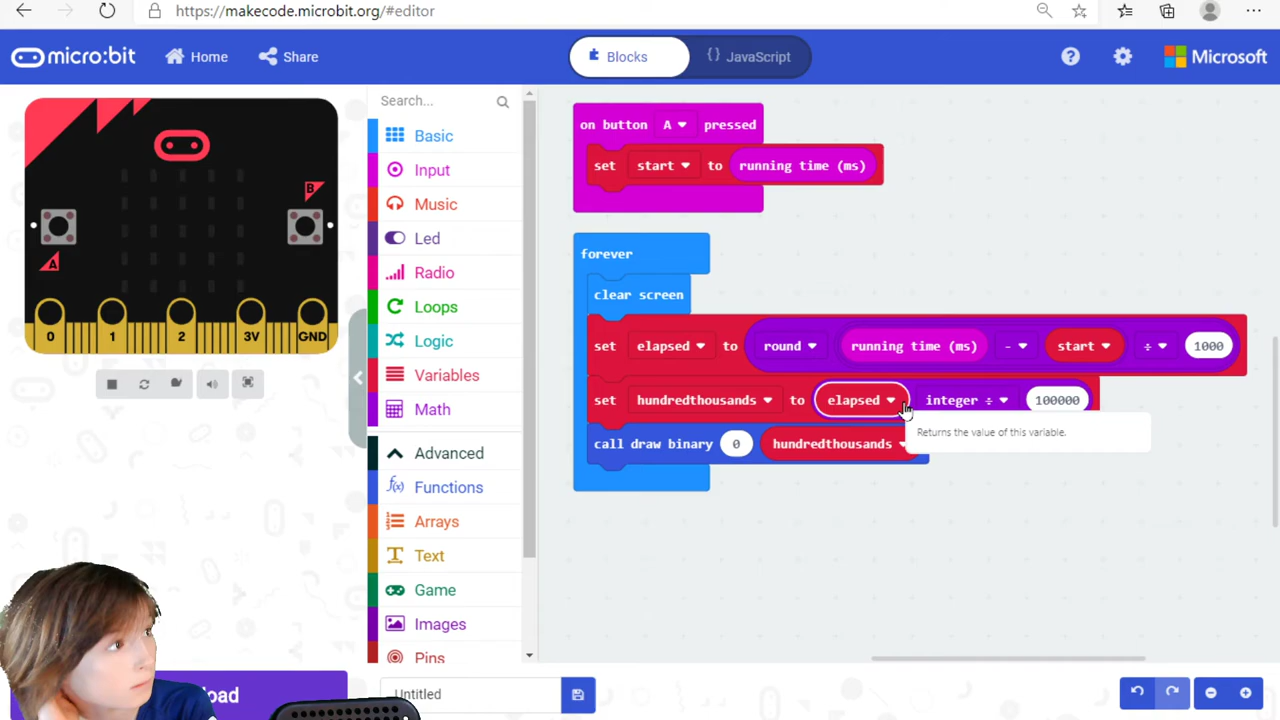 https://makecode.microbit.org/#editor
micro:bit Home Share Blocks {} JavaScript Microsoft
Search...
Basic
Input
Music
Led
Radio
Loops
Logic
Variables
Math
Advanced
Functions
Arrays
Text
Game
Images
Pins
A
B
0 1 2 3V GND
on button A pressed
set start to running time (ms)
forever
clear screen
set elapsed to round running time (ms) - start ÷ 1000
set hundredthousands to elapsed integer ÷ 100000
Returns the value of this variable.
call draw binary 0 hundredthousands
Untitled